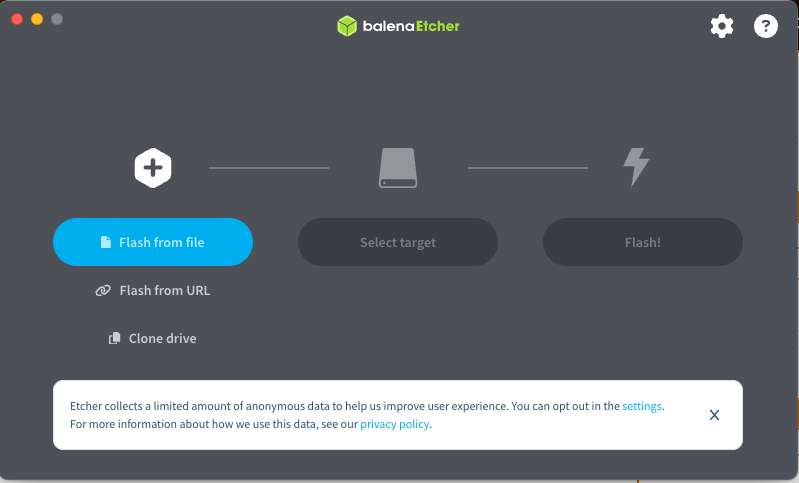 balenaEtcher
Flash from file
Select target
Flash!
Flash from URL
Clone drive
Etcher collects a limited amount of anonymous data to help us improve user experience. You can opt out in the settings.
For more information about how we use this data, see our privacy policy.